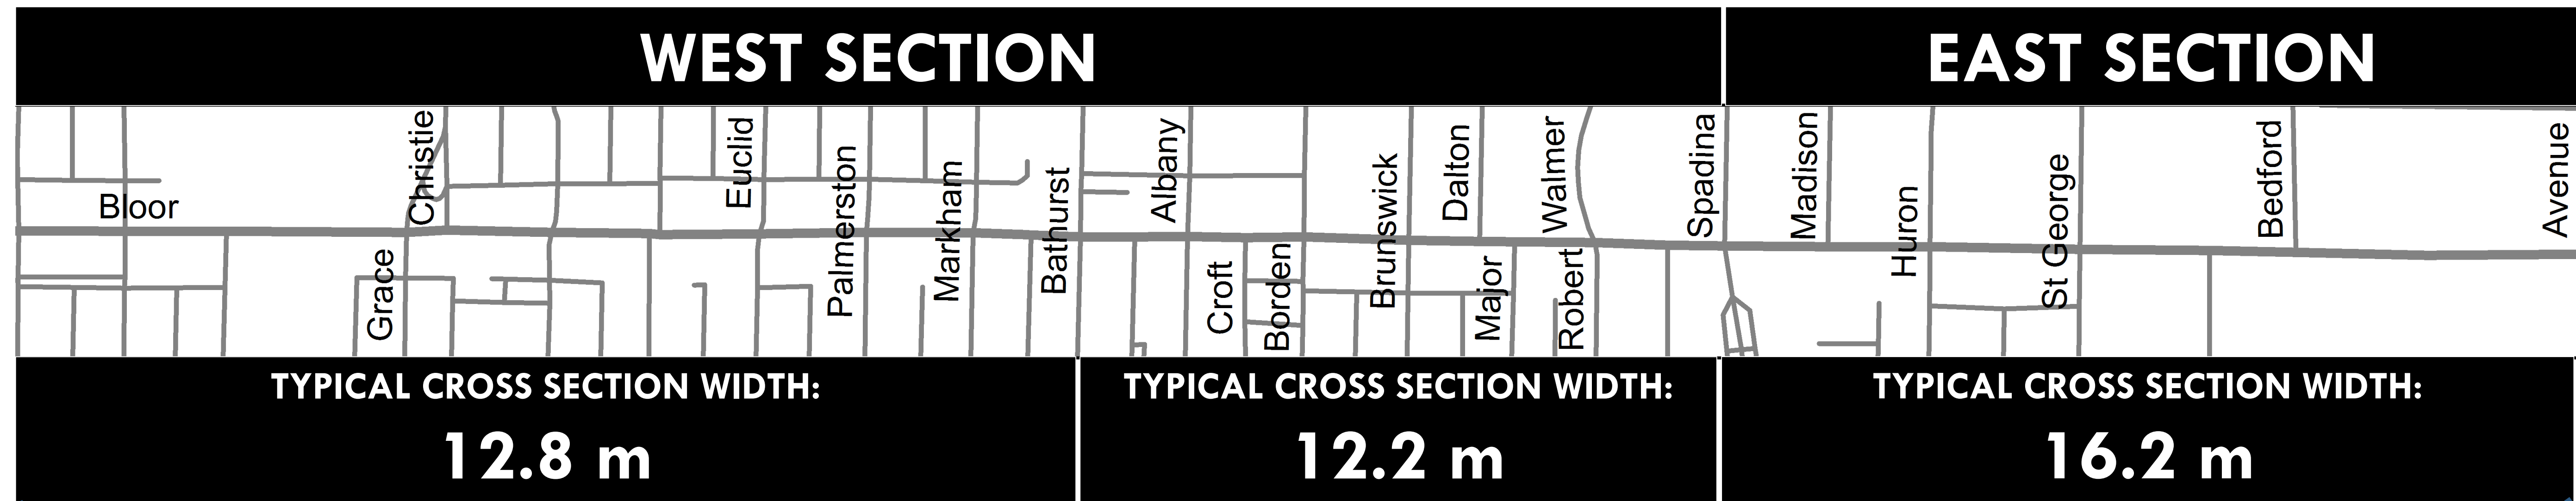 WEST SECTION
EAST SECTION
Bloor
Christie
Grace
Euclid
Palmerston
Markham
Bathurst
Albany
Croft
Borden
Brunswick
Dalton
Major
Walmer
Robert
Spadina
Madison
Huron
St George
Bedford
Avenue
TYPICAL CROSS SECTION WIDTH:
12.8 m
TYPICAL CROSS SECTION WIDTH:
12.2 m
TYPICAL CROSS SECTION WIDTH:
16.2 m